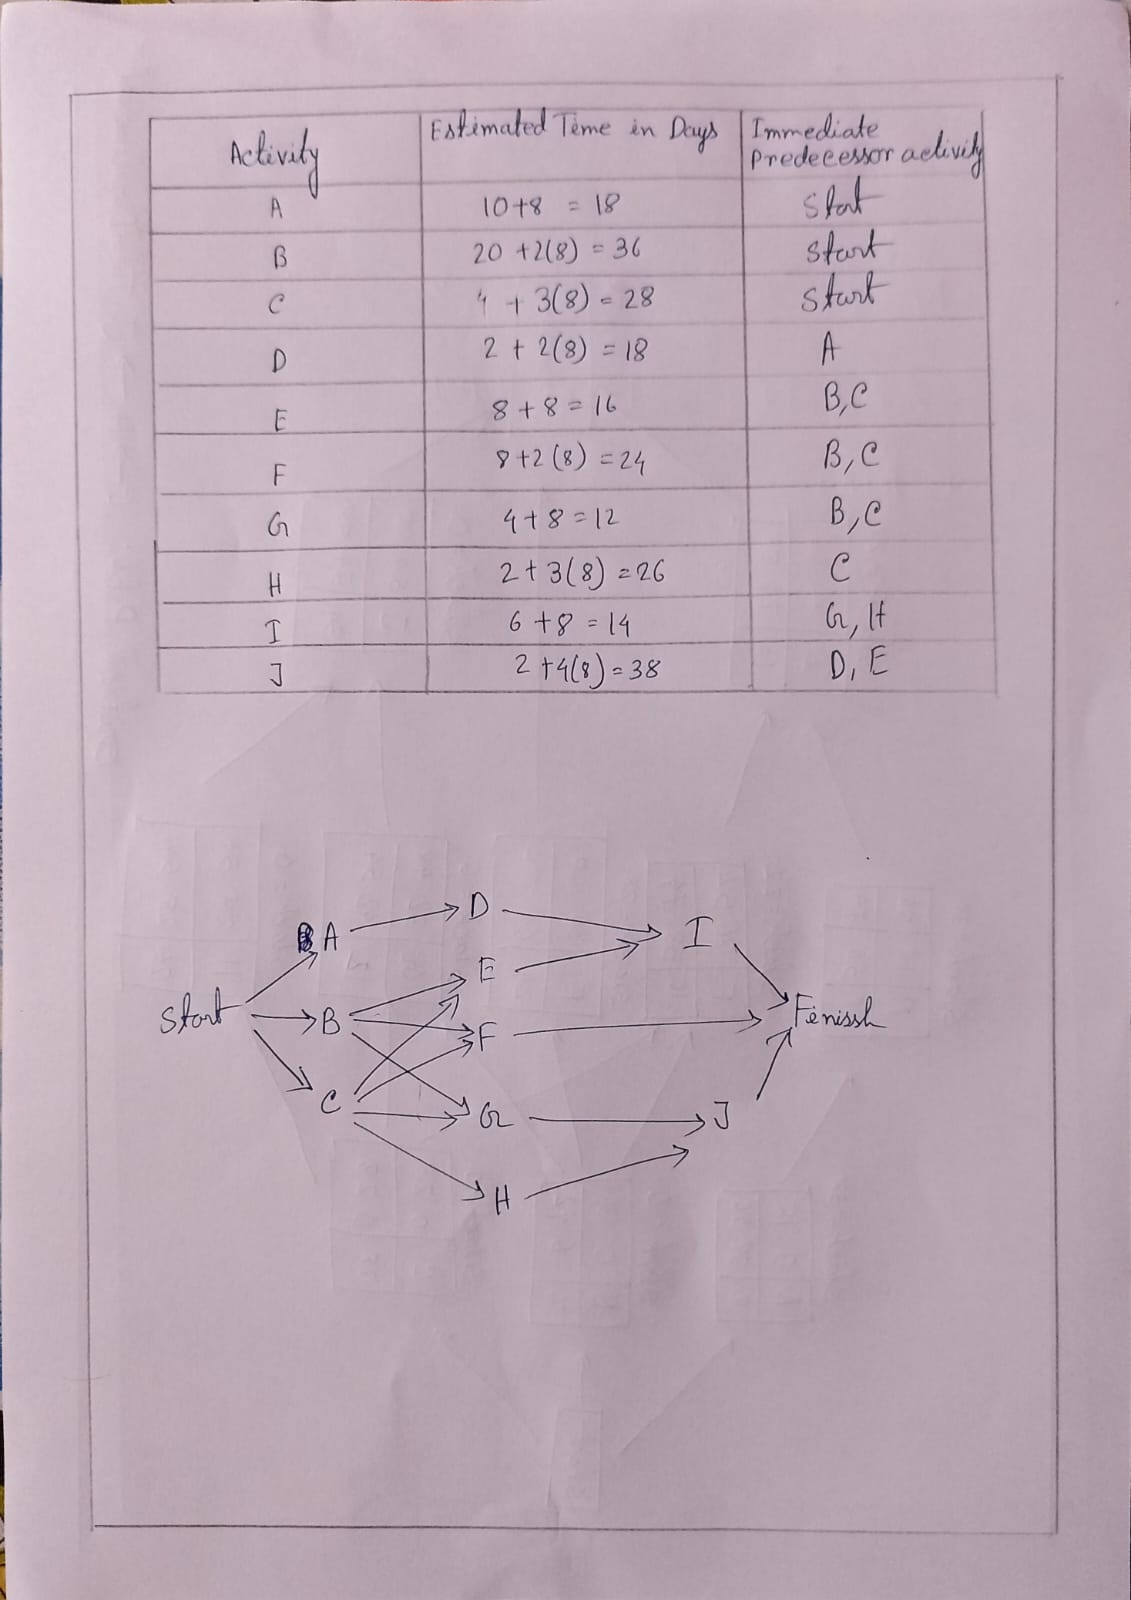 Activity Estimated Time in Days Immediate
Predecessor activity
A 10+8 = 18 Start
B 20 +2(8) = 36 Start
C 4 + 3(8) = 28 Start
D 2 + 2(8) = 18 A
E 8 + 8 = 16 B,C
F 8+2(8) = 24 B,C
G 4+8=12 B,C
H 2+3(8) = 26 C
I 6+8 = 14 G,H
J 2+4(8)=38 D,E
D
A I
E
Start B Finissh
F
C G J
H